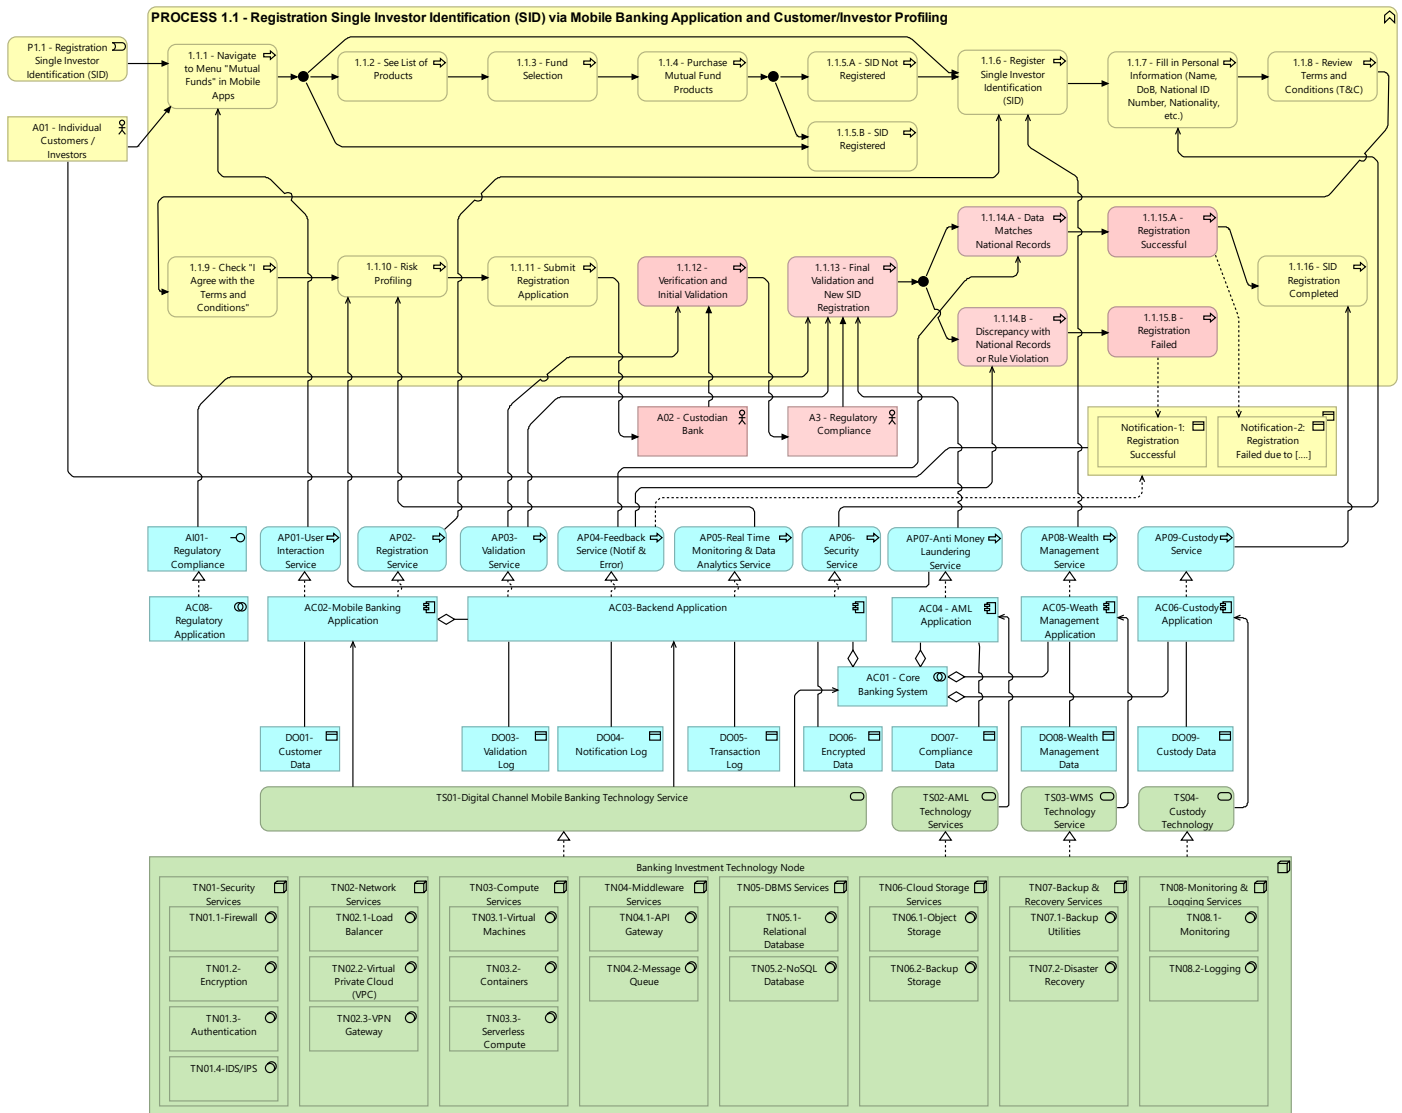 PROCESS 1.1 - Registration Single Investor Identification (SID) via Mobile Banking Application and Customer/Investor Profiling
P1.1 - Registration
Single Investor
Identification (SID)
A01 - Individual
Customers /
Investors
1.1.1 - Navigate
to Menu "Mutual
Funds" in Mobile
Apps
1.1.2 - See List of
Products
1.1.3 - Fund
Selection
1.1.4 - Purchase
Mutual Fund
Products
1.1.5.A - SID Not
Registered
1.1.5.B - SID
Registered
1.1.6 - Register
Single Investor
Identification
(SID)
1.1.7 - Fill in Personal
Information (Name,
DoB, National ID
Number, Nationality,
etc.)
1.1.8 - Review
Terms and
Conditions (T&C)
1.1.9 - Check "I
Agree with the
Terms and
Conditions"
1.1.10 - Risk
Profiling
1.1.11 - Submit
Registration
Application
1.1.12 -
Verification and
Initial Validation
1.1.13 - Final
Validation and
New SID
Registration
1.1.14.A - Data
Matches
National Records
1.1.14.B -
Discrepancy with
National Records
or Rule Violation
1.1.15.A -
Registration
Successful
1.1.15.B -
Registration
Failed
1.1.16 - SID
Registration
Completed
A02 - Custodian
Bank
A3 - Regulatory
Compliance
Notification-1:
Registration
Successful
Notification-2:
Registration
Failed due to [....]
AI01-
Regulatory
Compliance
AP01-User
Interaction
Service
AP02-
Registration
Service
AP03-
Validation
Service
AP04-Feedback
Service (Notif &
Error)
AP05-Real Time
Monitoring & Data
Analytics Service
AP06-
Security
Service
AP07-Anti Money
Laundering
Service
AP08-Wealth
Management
Service
AP09-Custody
Service
AC08-
Regulatory
Application
AC02-Mobile Banking
Application
AC03-Backend Application
AC04 - AML
Application
AC05-Weath
Management
Application
AC06-Custody
Application
AC01 - Core
Banking System
DO01-
Customer
Data
DO03-
Validation
Log
DO04-
Notification Log
DO05-
Transaction
Log
DO06-
Encrypted
Data
DO07-
Compliance
Data
DO08-Wealth
Management
Data
DO09-
Custody Data
TS01-Digital Channel Mobile Banking Technology Service
TS02-AML
Technology
Services
TS03-WMS
Technology
Service
TS04-
Custody
Technology
Banking Investment Technology Node
TN01-Security
Services
TN01.1-Firewall
TN01.2-
Encryption
TN01.3-
Authentication
TN01.4-IDS/IPS
TN02-Network
Services
TN02.1-Load
Balancer
TN02.2-Virtual
Private Cloud
(VPC)
TN02.3-VPN
Gateway
TN03-Compute
Services
TN03.1-Virtual
Machines
TN03.2-
Containers
TN03.3-
Serverless
Compute
TN04-Middleware
Services
TN04.1-API
Gateway
TN04.2-Message
Queue
TN05-DBMS Services
TN05.1-
Relational
Database
TN05.2-NoSQL
Database
TN06-Cloud Storage
Services
TN06.1-Object
Storage
TN06.2-Backup
Storage
TN07-Backup &
Recovery Services
TN07.1-Backup
Utilities
TN07.2-Disaster
Recovery
TN08-Monitoring &
Logging Services
TN08.1-
Monitoring
TN08.2-Logging